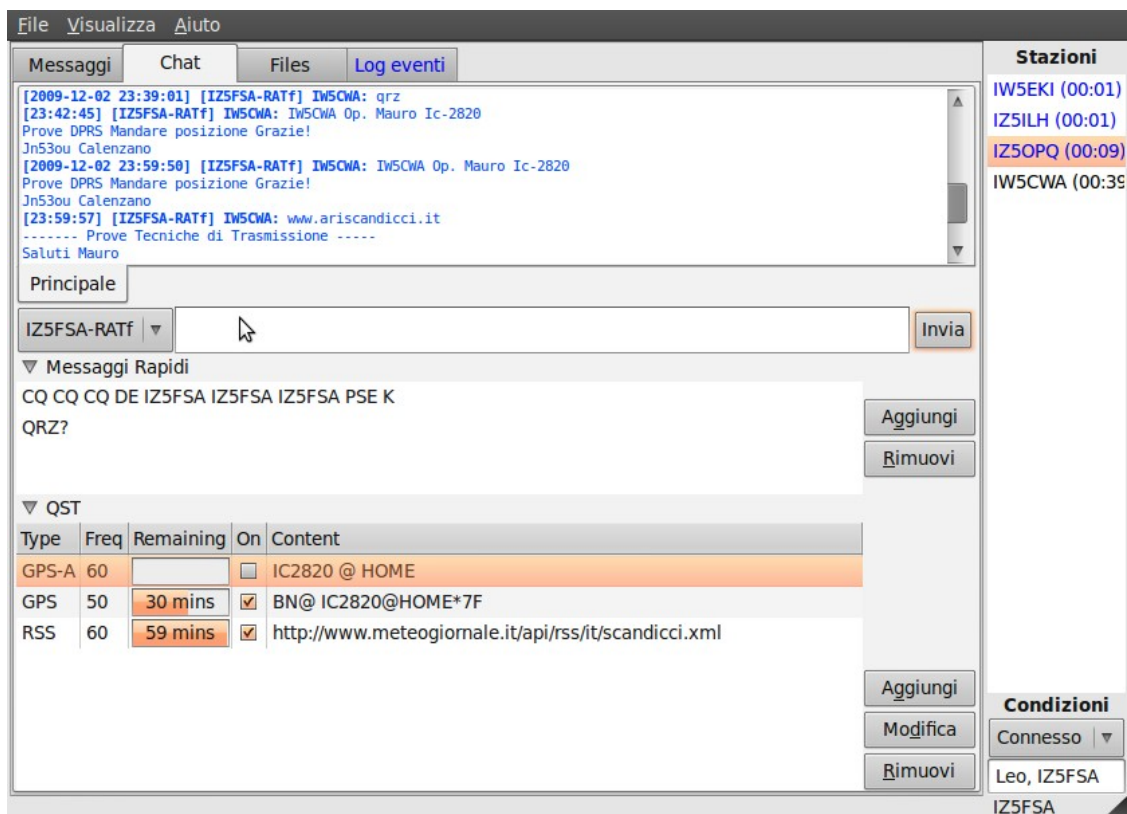 File Visualizza Aiuto
Messaggi Chat Files Log eventi
[2009-12-02 23:39:01] [IZ5FSA-RATf] IW5CWA: qrz
[23:42:45] [IZ5FSA-RATf] IW5CWA: IW5CWA Op. Mauro Ic-2820
Prove DPRS Mandare posizione Grazie!
Jn53ou Calenzano
[2009-12-02 23:59:50] [IZ5FSA-RATf] IW5CWA: IW5CWA Op. Mauro Ic-2820
Prove DPRS Mandare posizione Grazie!
Jn53ou Calenzano
[23:59:57] [IZ5FSA-RATf] IW5CWA: www.ariscandicci.it
------- Prove Tecniche di Trasmissione -----
Saluti Mauro
Principale
IZ5FSA-RATf Invia
Messaggi Rapidi
CQ CQ CQ DE IZ5FSA IZ5FSA IZ5FSA PSE K
QRZ?
Aggiungi
Rimuovi
QST
Type Freq Remaining On Content
GPS-A 60 IC2820 @ HOME
GPS 50 30 mins BN@ IC2820@HOME*7F
RSS 60 59 mins http://www.meteogiornale.it/api/rss/it/scandicci.xml
Aggiungi
Modifica
Rimuovi
Stazioni
IW5EKI (00:01)
IZ5ILH (00:01)
IZ5OPQ (00:09)
IW5CWA (00:39
Condizioni
Connesso
Leo, IZ5FSA
IZ5FSA